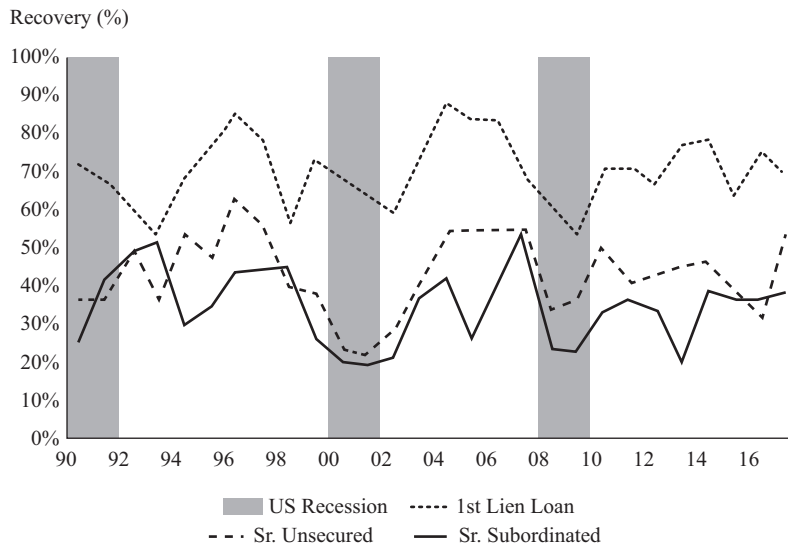 Recovery (%)
100%
90%
80%
70%
60%
50%
40%
30%
20%
10%
0%
90 92 94 96 98 00 02 04 06 08 10 12 14 16
US Recession 1st Lien Loan
Sr. Unsecured Sr. Subordinated